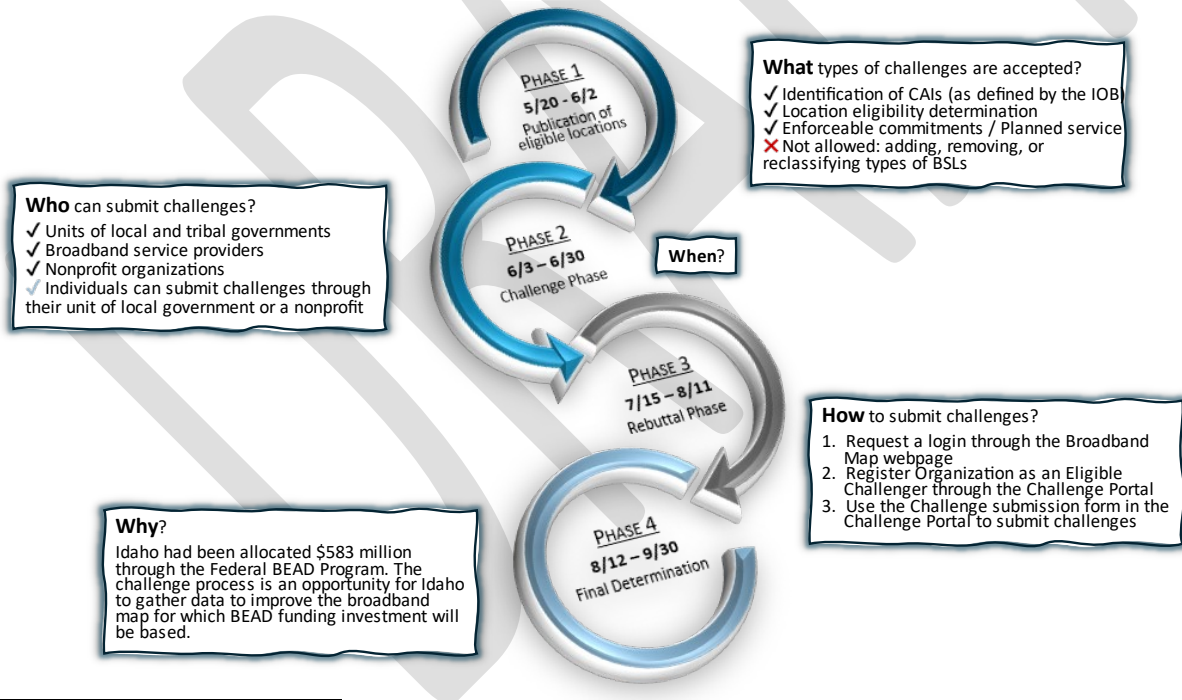 PHASE 1
5/20 - 6/2
Publication of
eligible locations
What types of challenges are accepted?
✓ Identification of CAIs (as defined by the IOB)
✓ Location eligibility determination
✓ Enforceable commitments / Planned service
✗ Not allowed: adding, removing, or
reclassifying types of BSLs
Who can submit challenges?
✓ Units of local and tribal governments
✓ Broadband service providers
✓ Nonprofit organizations
✓ Individuals can submit challenges through
their unit of local government or a nonprofit
PHASE 2
6/3 – 6/30
Challenge Phase
When?
PHASE 3
7/15 – 8/11
Rebuttal Phase
How to submit challenges?
1. Request a login through the Broadband
Map webpage
2. Register Organization as an Eligible
Challenger through the Challenge Portal
3. Use the Challenge submission form in the
Challenge Portal to submit challenges
Why?
Idaho had been allocated $583 million
through the Federal BEAD Program. The
challenge process is an opportunity for Idaho
to gather data to improve the broadband
map for which BEAD funding investment will
be based.
PHASE 4
8/12 – 9/30
Final Determination